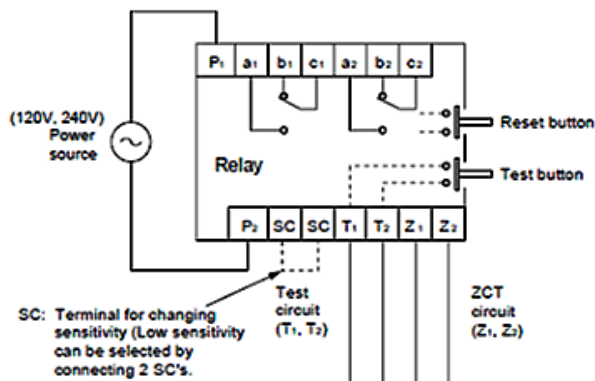 P1 a1 b1 c1 a2 b2 c2
(120V, 240V)
Power
source
Reset button
Relay
Test button
P2 SC SC T1 T2 Z1 Z2
SC: Terminal for changing
sensitivity (Low sensitivity
can be selected by
connecting 2 SC's.
Test
circuit
(T1, T2)
ZCT
circuit
(Z1, Z2)